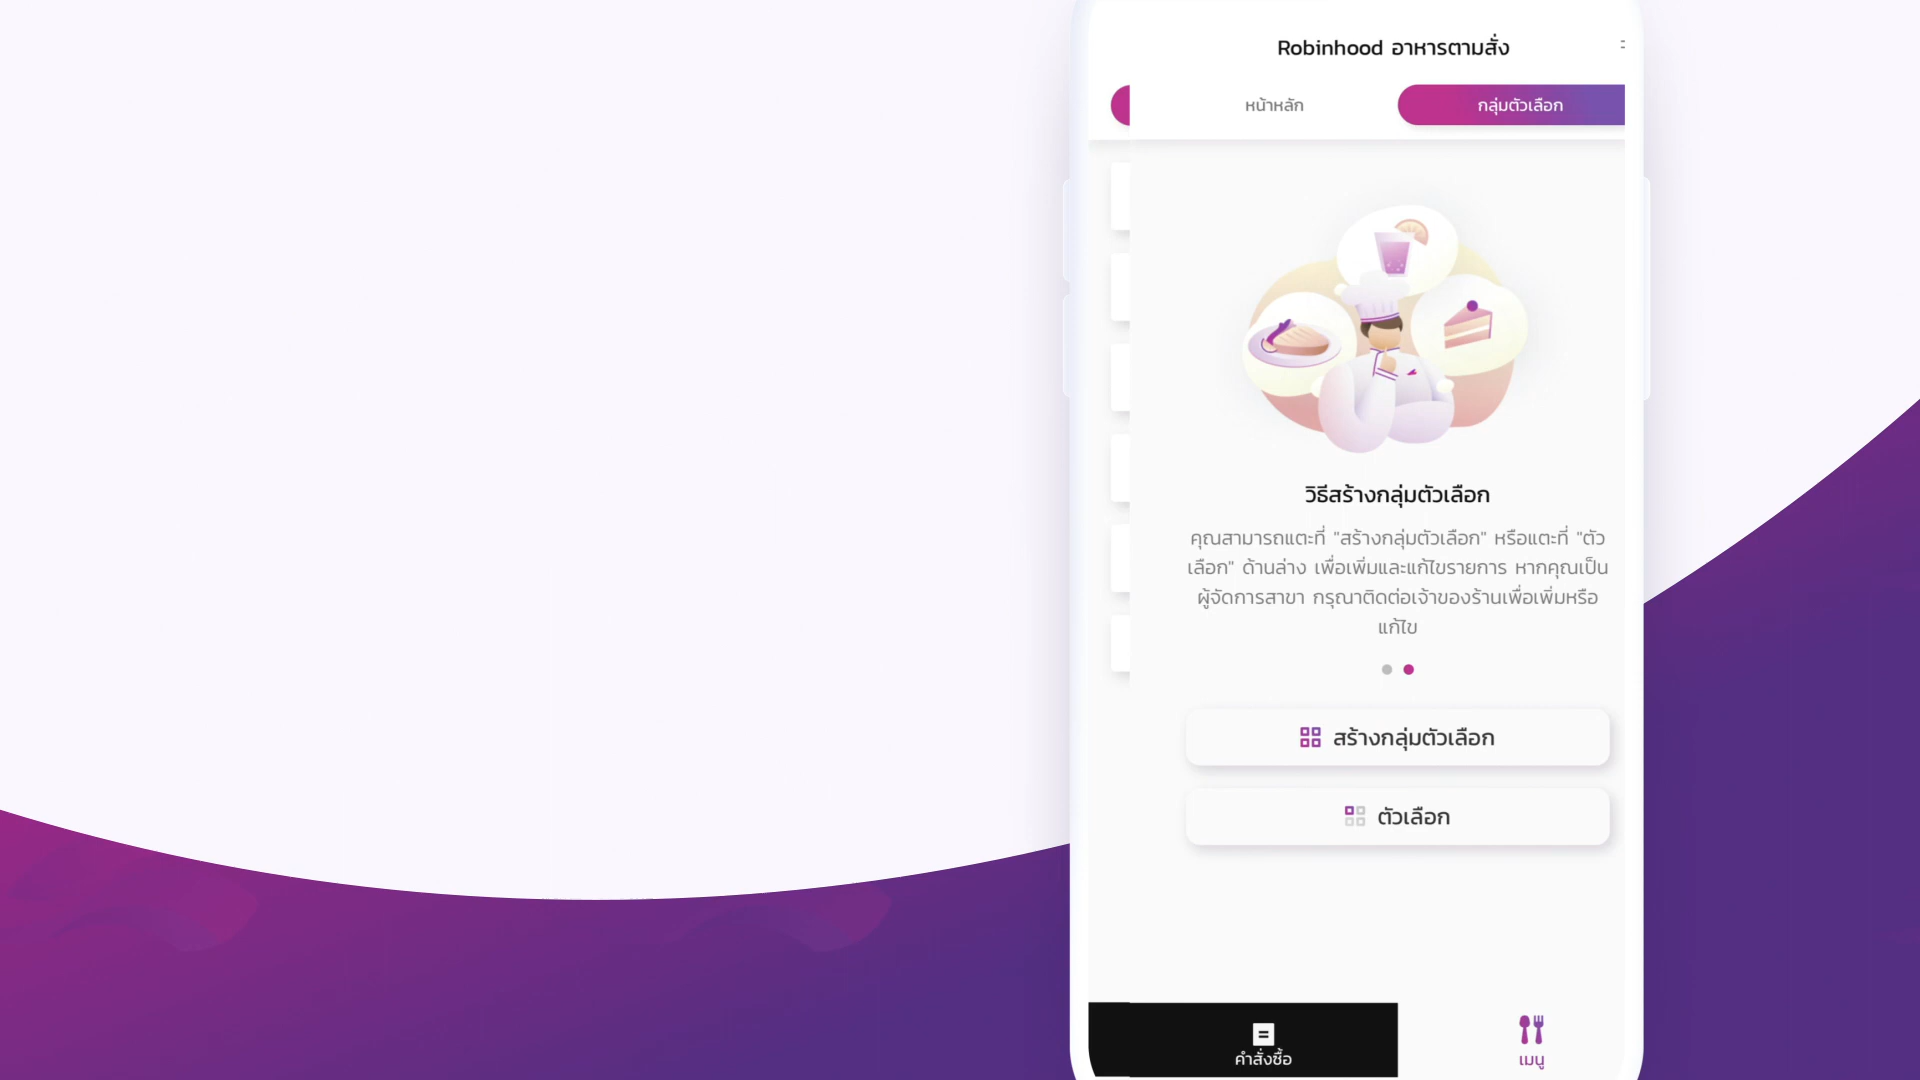 Robinhood อาหารตามสั่ง
หน้าหลัก
กลุ่มตัวเลือก
วิธีสร้างกลุ่มตัวเลือก
คุณสามารถแตะที่ "สร้างกลุ่มตัวเลือก" หรือแตะที่ "ตัว
เลือก" ด้านล่าง เพื่อเพิ่มและแก้ไขรายการ หากคุณเป็น
ผู้จัดการสาขา กรุณาติดต่อเจ้าของร้านเพื่อเพิ่มหรือ
แก้ไข
สร้างกลุ่มตัวเลือก
ตัวเลือก
คำสั่งซื้อ
เมนู